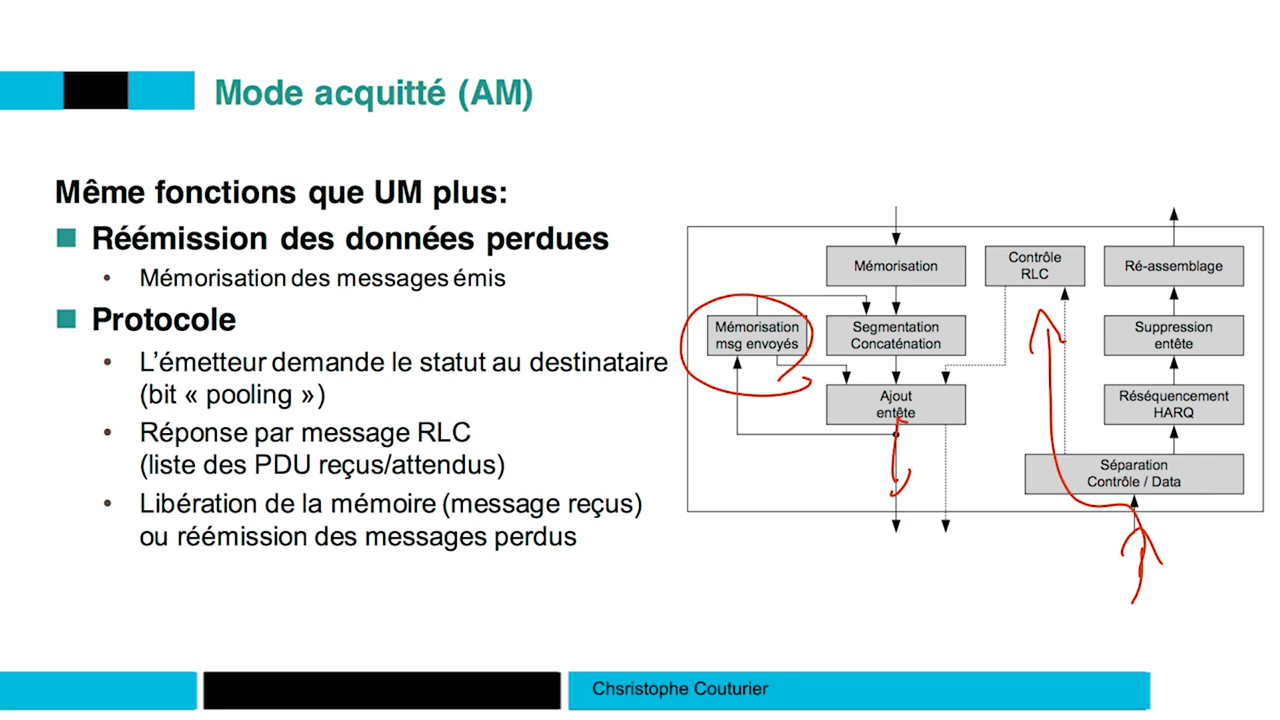 Mode acquitté (AM)
Même fonctions que UM plus:
Réémission des données perdues
• Mémorisation des messages émis
Protocole
• L’émetteur demande le statut au destinataire
(bit « pooling »)
• Réponse par message RLC
(liste des PDU reçus/attendus)
• Libération de la mémoire (message reçus)
ou réémission des messages perdus
Mémorisation
Contrôle
RLC
Ré-assemblage
Mémorisation
msg envoyés
Segmentation
Concaténation
Suppression
entête
Ajout
entête
Réséquencement
HARQ
Séparation
Contrôle / Data
Chsristophe Couturier